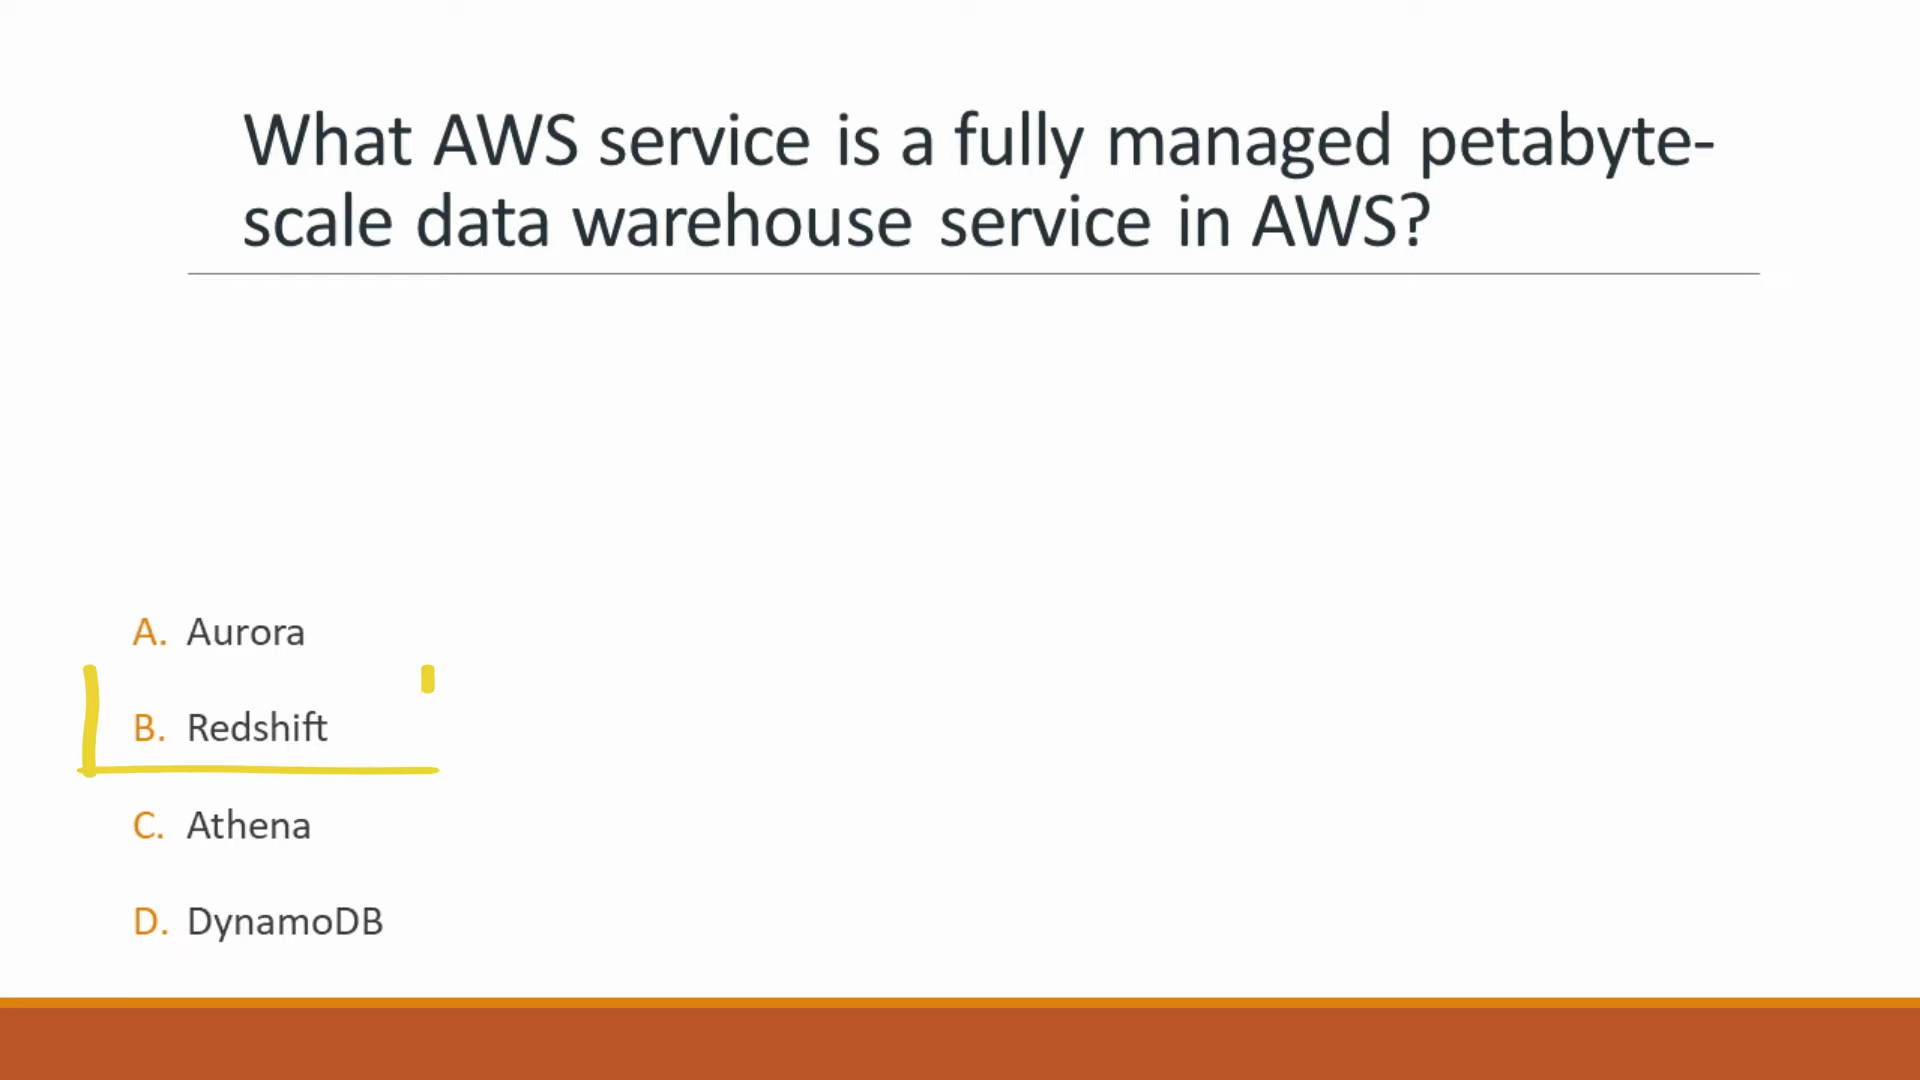 What AWS service is a fully managed petabyte-
scale data warehouse service in AWS?
A. Aurora
B. Redshift
C. Athena
D. DynamoDB